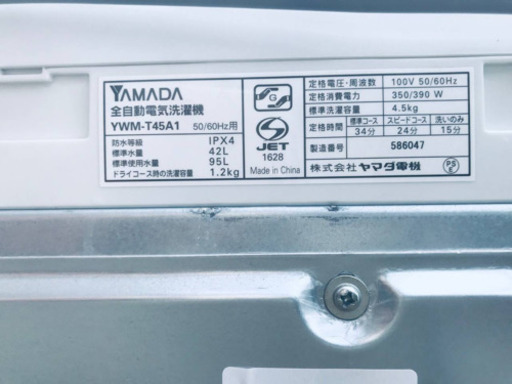 YAMADA
全自動電気洗濯機
YWM-T45A1 50/60Hz用
防水等級 IPX4
標準水量 42L
標準使用水量 95L
ドライコース時の洗濯容量 1.2kg
G
S
JET
1628
Made in China
定格電圧・周波数 100V 50/60Hz
定格消費電力 350/390 W
標準洗濯容量 4.5kg
標準コース スピードコース 洗いのみ
34分 24分 15分
製造番号 586047
株式会社 ヤマダ電機
PS
E